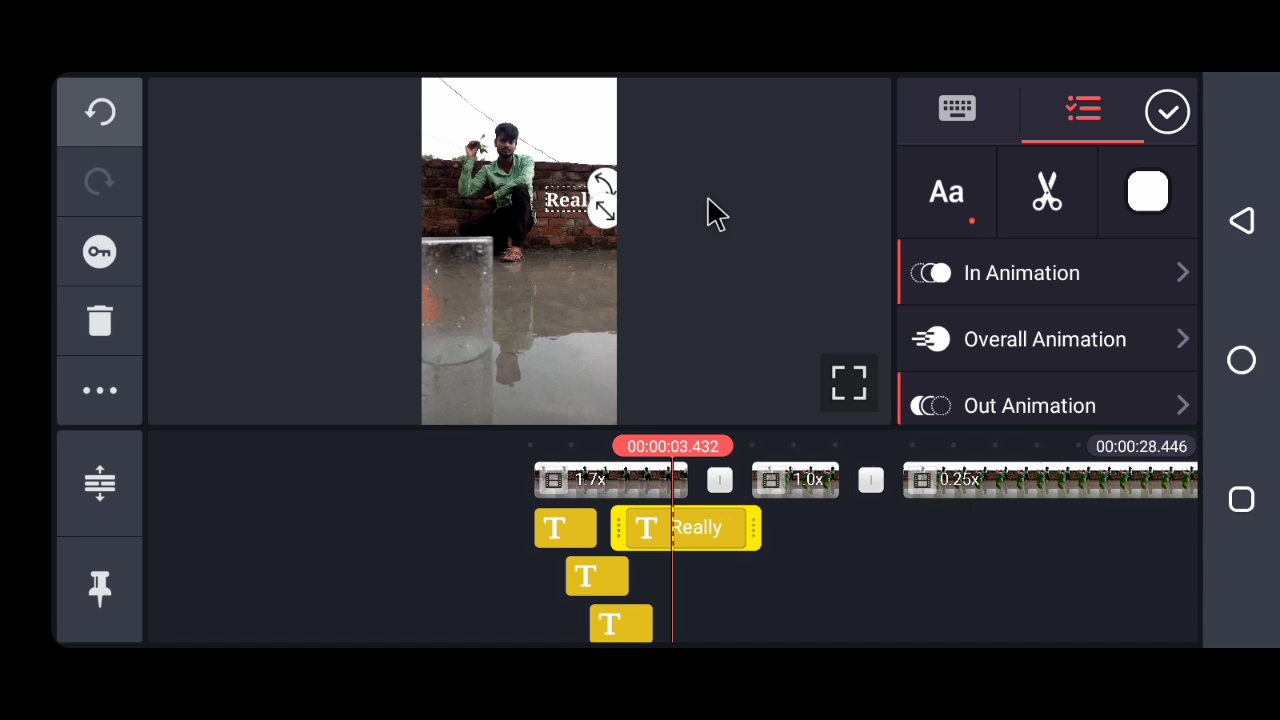 Real
Aa
In Animation
Overall Animation
Out Animation
00:00:03.432
00:00:28.446
1.7x
1.0x
0.25x
T
T Really
T
T